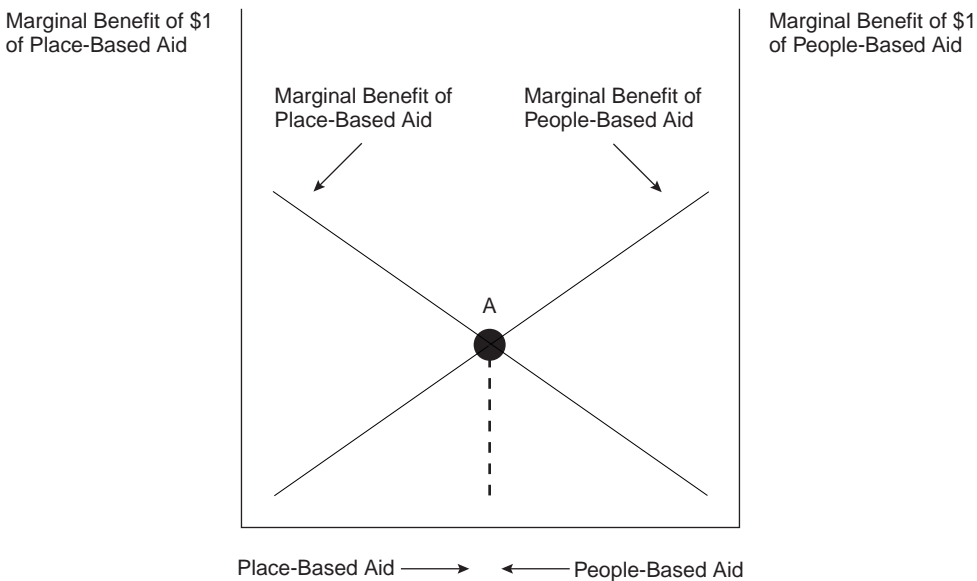 Marginal Benefit of $1
of Place-Based Aid
Marginal Benefit of $1
of People-Based Aid
Marginal Benefit of
Place-Based Aid
Marginal Benefit of
People-Based Aid
A
Place-Based Aid
People-Based Aid